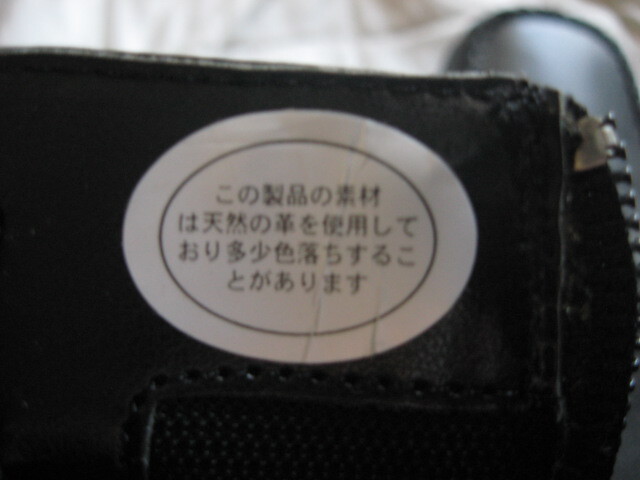 この製品の素材
は天然の革を使用して
おり多少色落ちするこ
とがあります